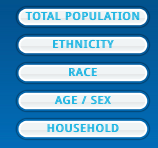 TOTAL POPULATION
ETHNICITY
RACE
AGE / SEX
HOUSEHOLD